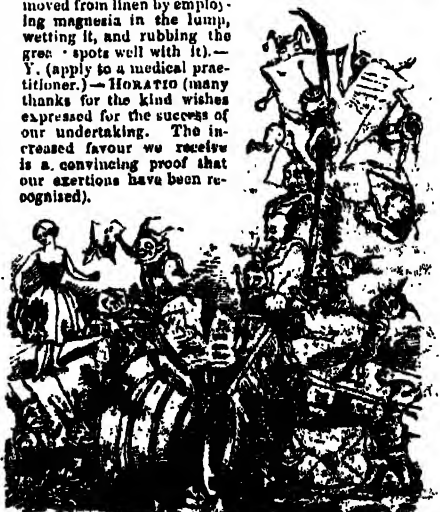 moved from linen by employ-
ing magnesia in the lump,
wetting it, and rubbing the
grea · spots well with it).—
Y. (apply to a medical prac-
titioner.)—HORATIO (many
thanks for the kind wishes
expressed for the success of
our undertaking. The in-
creased favour we receive
is a convincing proof that
our exertions have been re-
cognised).